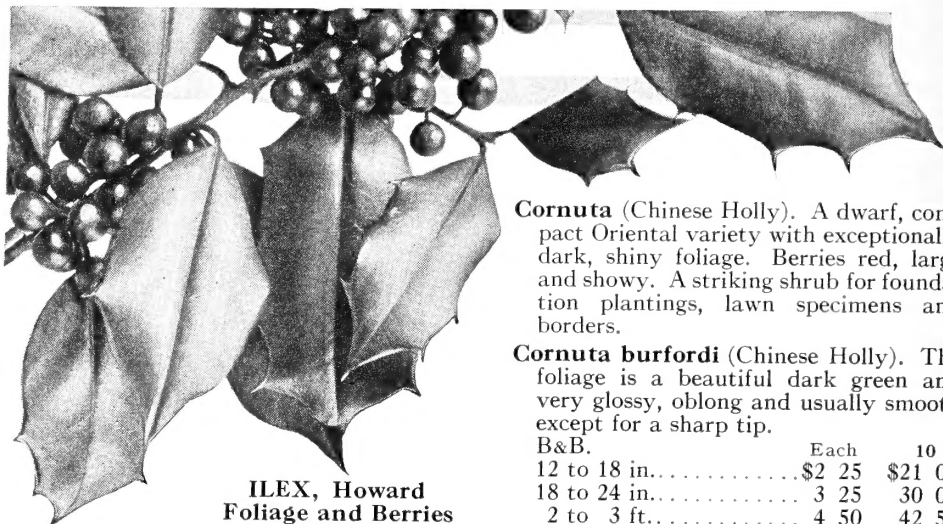 Cornuta (Chinese Holly). A dwarf, com
pact Oriental variety with exceptional
dark, shiny foliage. Berries red, larg
and showy. A striking shrub for founda
tion plantings, lawn specimens an
borders.
Cornuta burfordi (Chinese Holly). Th
foliage is a beautiful dark green an
very glossy, oblong and usually smoot
except for a sharp tip.
B&B. Each 10
12 to 18 in............. $2 25 $21 0
18 to 24 in............. 3 25 30 0
2 to 3 ft............. 4 50 42 5
ILEX, Howard
Foliage and Berries